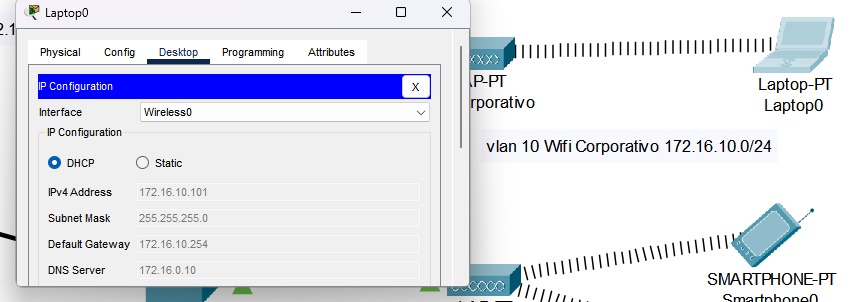 Laptop0
Physical Config Desktop Programming Attributes
IP Configuration
X
Interface Wireless0
IP Configuration
DHCP Static
IPv4 Address 172.16.10.101
Subnet Mask 255.255.255.0
Default Gateway 172.16.10.254
DNS Server 172.16.0.10
2.1
AP-PT
rporativo
Laptop-PT
Laptop0
vlan 10 Wifi Corporativo 172.16.10.0/24
SMARTPHONE-PT
Smartphone0